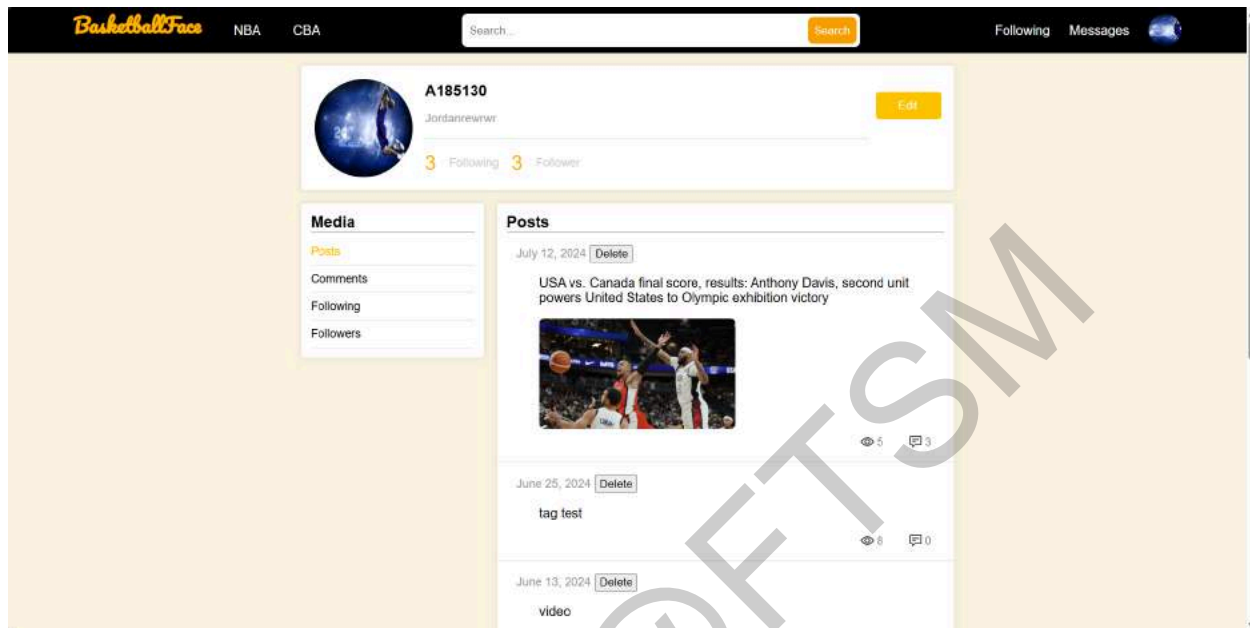 BasketballFace NBA CBA Search... Search Following Messages
A185130
Edit
Jordanrewrwr
3 Following 3 Follower
Media
Posts
Comments
Following
Followers
Posts
July 12, 2024 Delete
USA vs. Canada final score, results: Anthony Davis, second unit
powers United States to Olympic exhibition victory
5 3
June 25, 2024 Delete
tag test
8 0
June 13, 2024 Delete
video
@FTSM